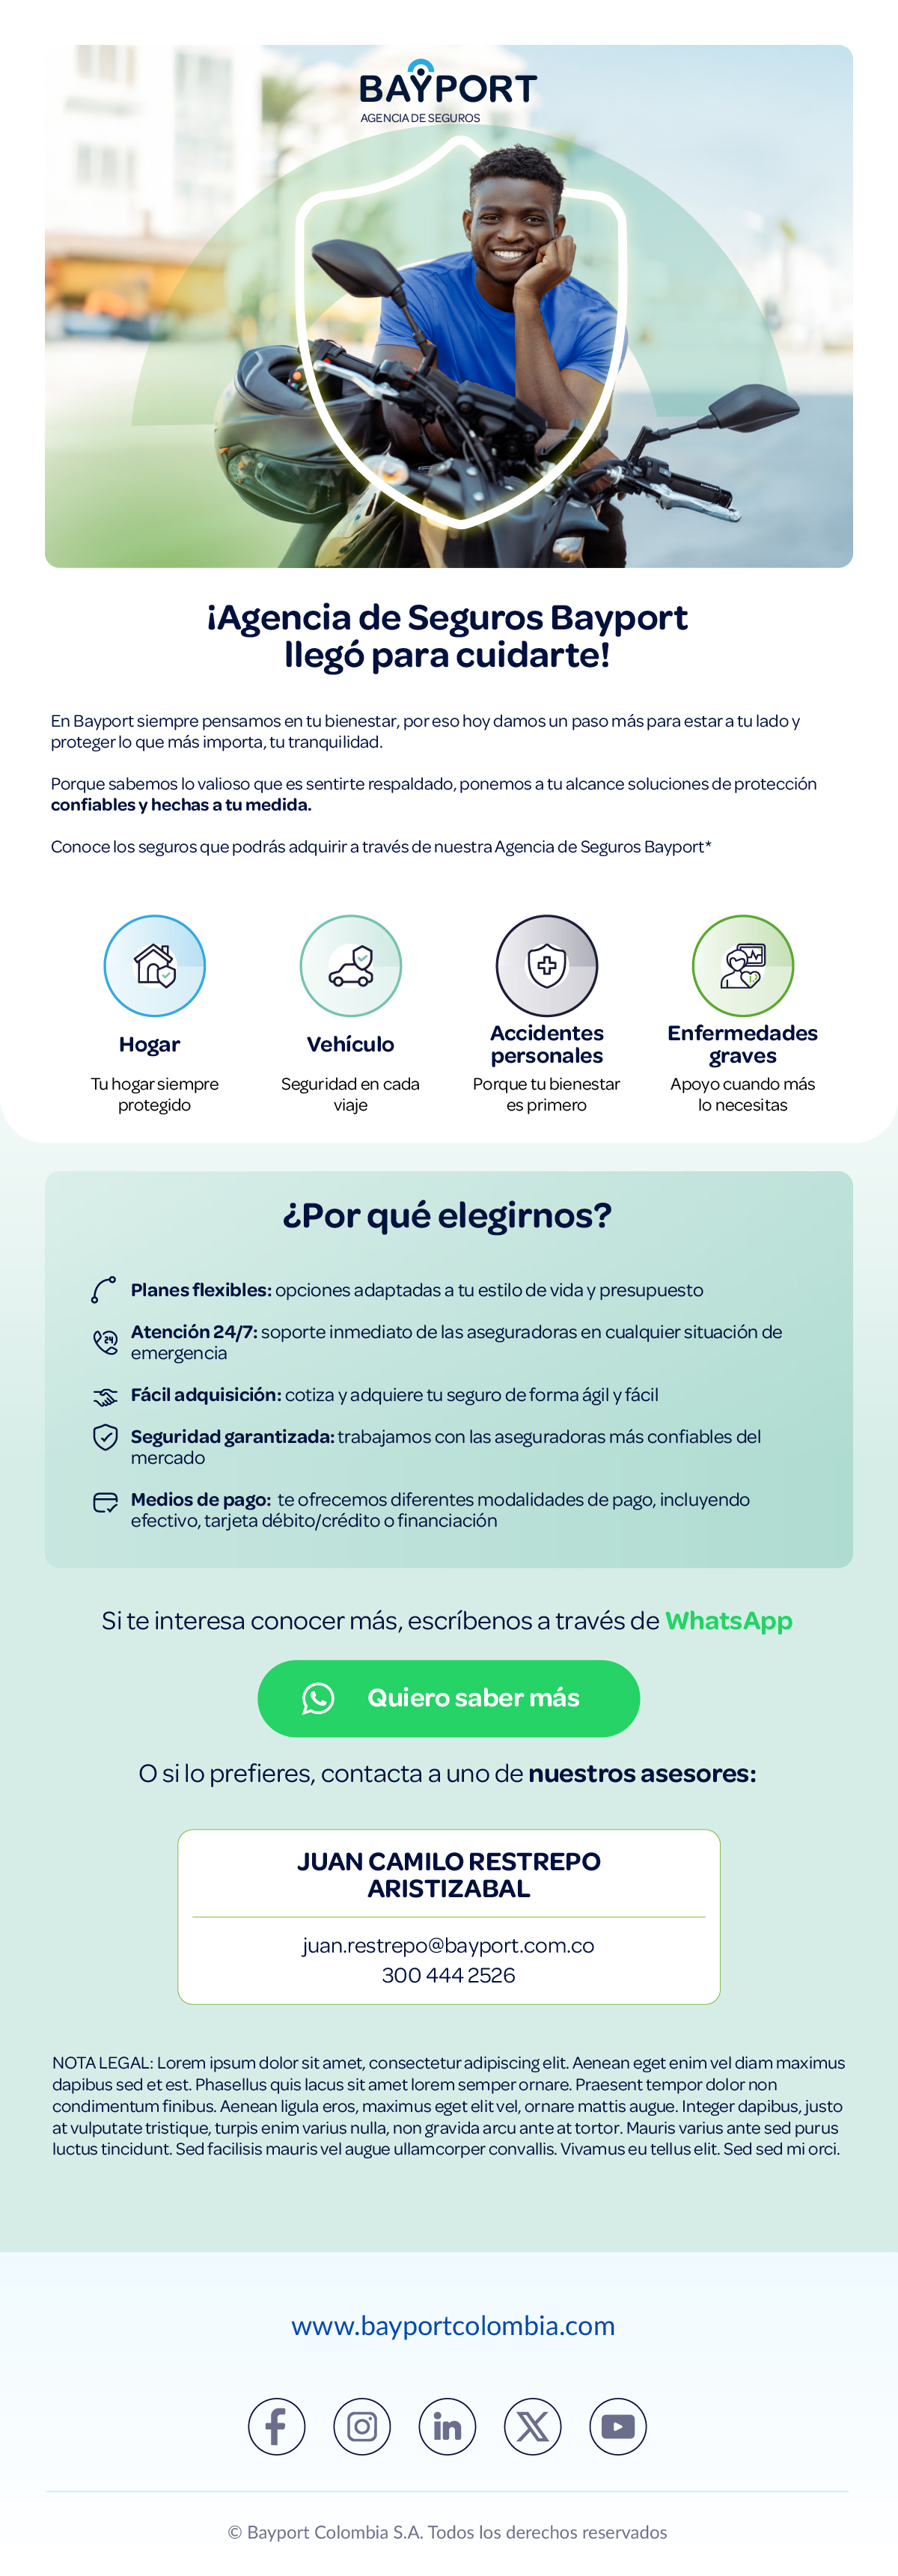 BAYPORT
AGENCIA DE SEGUROS
¡Agencia de Seguros Bayport
llegó para cuidarte!
En Bayport siempre pensamos en tu bienestar, por eso hoy damos un paso más para estar a tu lado y
proteger lo que más importa, tu tranquilidad.
Porque sabemos lo valioso que es sentirte respaldado, ponemos a tu alcance soluciones de protección
confiables y hechas a tu medida.
Conoce los seguros que podrás adquirir a través de nuestra Agencia de Seguros Bayport*
Hogar
Tu hogar siempre
protegido
Vehículo
Seguridad en cada
viaje
Accidentes
personales
Porque tu bienestar
es primero
Enfermedades
graves
Apoyo cuando más
lo necesitas
¿Por qué elegirnos?
Planes flexibles: opciones adaptadas a tu estilo de vida y presupuesto
24
Atención 24/7: soporte inmediato de las aseguradoras en cualquier situación de
emergencia
Fácil adquisición: cotiza y adquiere tu seguro de forma ágil y fácil
Seguridad garantizada: trabajamos con las aseguradoras más confiables del
mercado
Medios de pago: te ofrecemos diferentes modalidades de pago, incluyendo
efectivo, tarjeta débito/crédito o financiación
Si te interesa conocer más, escríbenos a través de WhatsApp
Quiero saber más
O si lo prefieres, contacta a uno de nuestros asesores:
JUAN CAMILO RESTREPO
ARISTIZABAL
juan.restrepo@bayport.com.co
300 444 2526
NOTA LEGAL: Lorem ipsum dolor sit amet, consectetur adipiscing elit. Aenean eget enim vel diam maximus
dapibus sed et est. Phasellus quis lacus sit amet lorem semper ornare. Praesent tempor dolor non
condimentum finibus. Aenean ligula eros, maximus eget elit vel, ornare mattis augue. Integer dapibus, justo
at vulputate tristique, turpis enim varius nulla, non gravida arcu ante at tortor. Mauris varius ante sed purus
luctus tincidunt. Sed facilisis mauris vel augue ullamcorper convallis. Vivamus eu tellus elit. Sed sed mi orci.
www.bayportcolombia.com
© Bayport Colombia S.A. Todos los derechos reservados